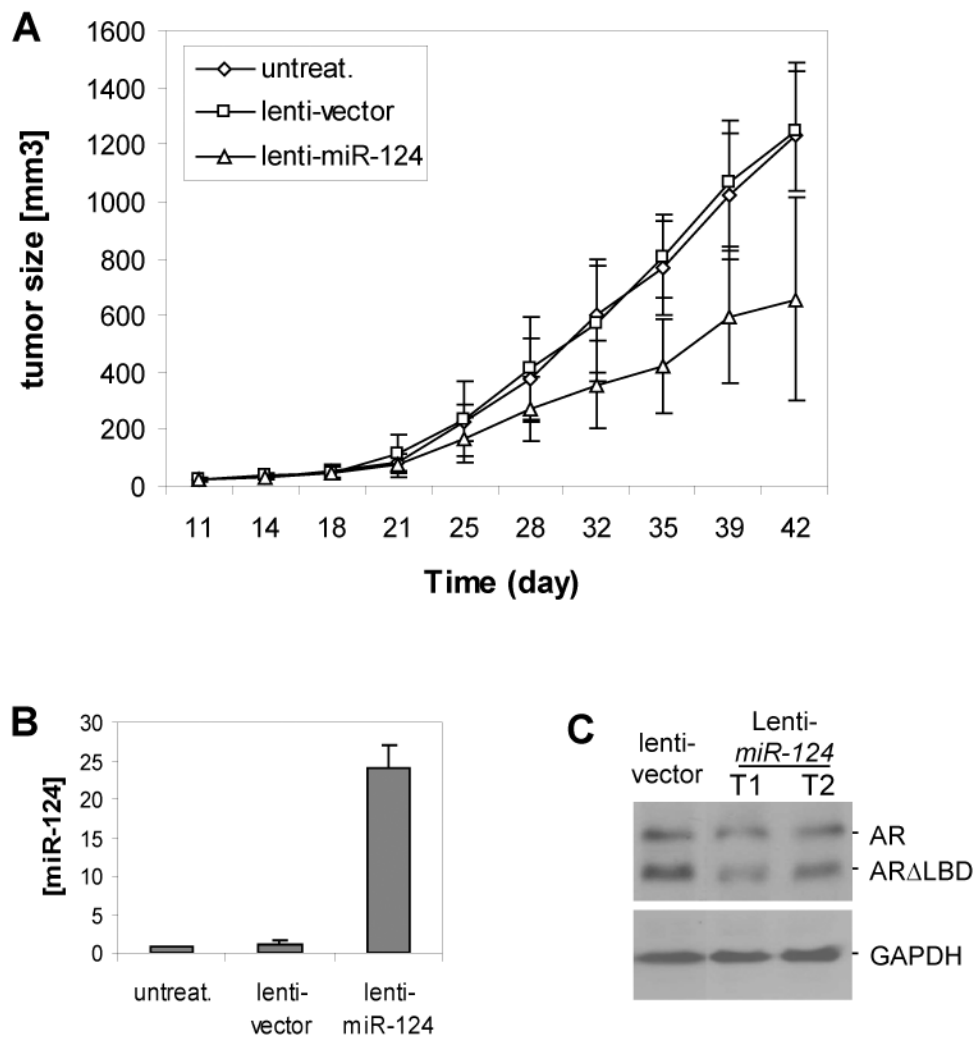 A
1600
1400
1200
1000
800
600
400
200
0
tumor size [mm3]
untreat.
lenti-vector
lenti-miR-124
11 14 18 21 25 28 32 35 39 42
Time (day)
B
30
25
20
15
10
5
0
[miR-124]
untreat.
lenti-
vector
lenti-
miR-124
C
lenti-
vector
Lenti-
miR-124
T1 T2
AR
ARΔLBD
GAPDH